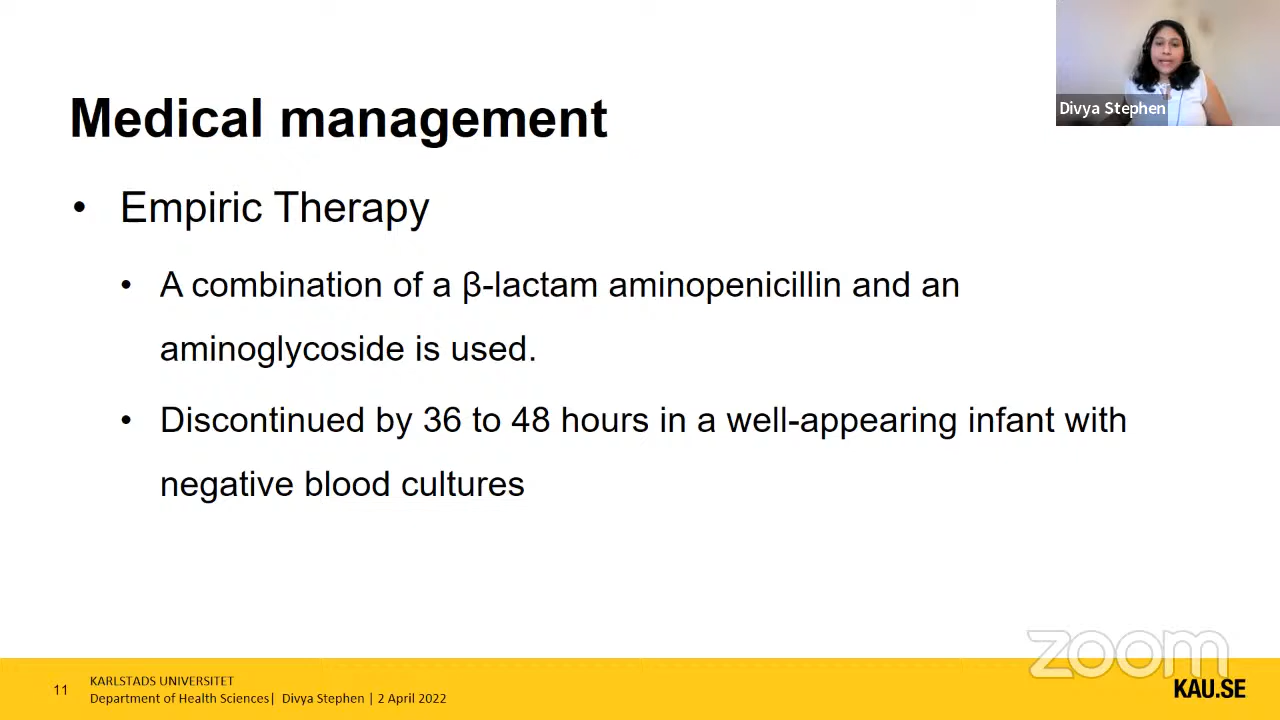 Divya Stephen
Medical management
• Empiric Therapy
• A combination of a β-lactam aminopenicillin and an
aminoglycoside is used.
• Discontinued by 36 to 48 hours in a well-appearing infant with
negative blood cultures
zoom
11
KARLSTADS UNIVERSITET
Department of Health Sciences| Divya Stephen | 2 April 2022
KAU.SE